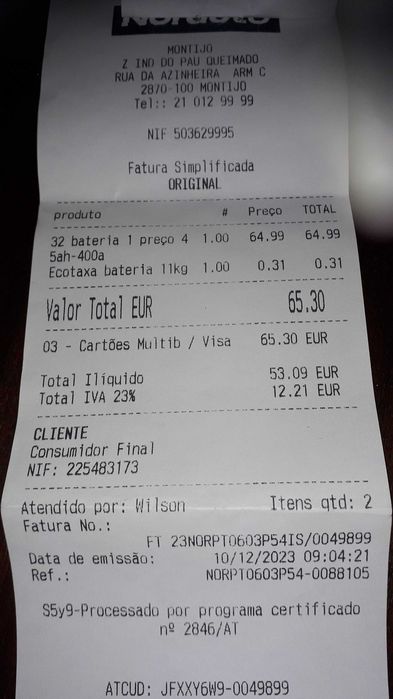 Norauto
MONTIJO
Z IND DO PAU QUEIMADO
RUA DA AZINHEIRA ARM C
2870-100 MONTIJO
Tel:: 21 012 99 99
NIF 503629995
Fatura Simplificada
ORIGINAL
produto # Preço TOTAL
32 bateria 1 preço 4 1.00 64.99 64.99
5ah-400a
Ecotaxa bateria 11kg 1.00 0.31 0.31
Valor Total EUR 65.30
03 - Cartões Multib / Visa 65.30 EUR
Total Ilíquido 53.09 EUR
Total IVA 23% 12.21 EUR
CLIENTE
Consumidor Final
NIF: 225483173
Atendido por: Wilson Itens qtd: 2
Fatura No.:
FT 23NORPT0603P54IS/0049899
Data de emissão: 10/12/2023 09:04:21
Ref.: NORPT0603P54-0088105
S5y9-Processado por programa certificado
nº 2846/AT
ATCUD: JFXXY6W9-0049899